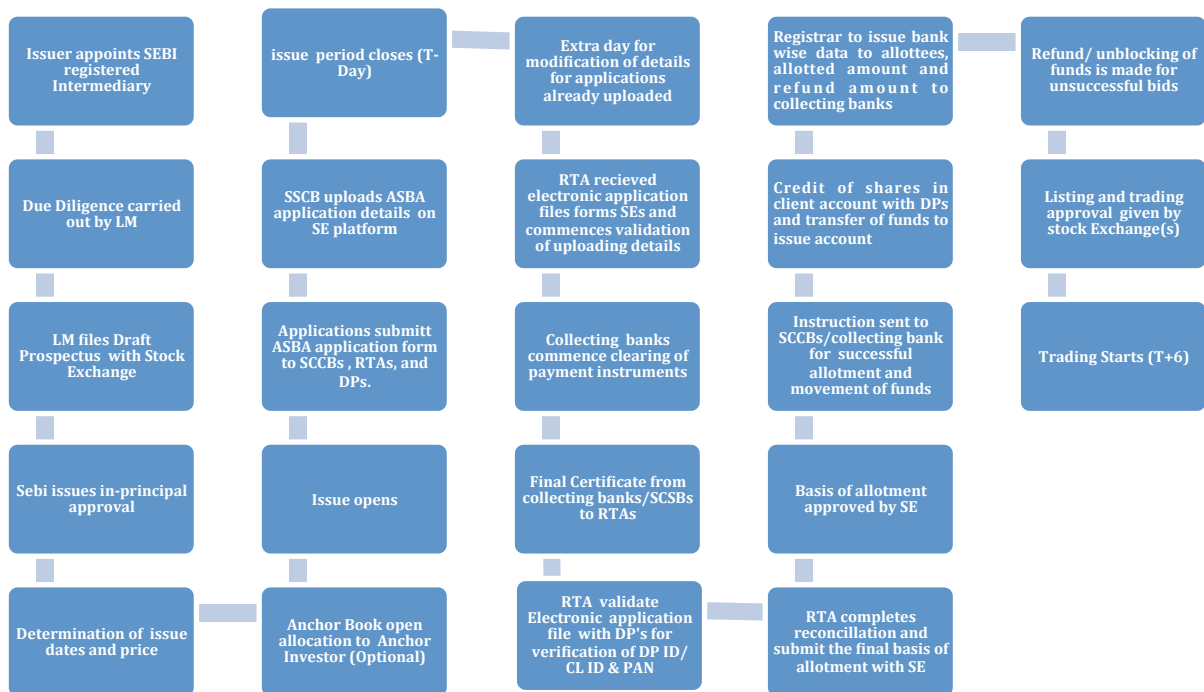 Issuer appoints SEBI
registered
Intermediary
Due Diligence carried
out by LM
LM files Draft
Prospectus with Stock
Exchange
Sebi issues in-principal
approval
Determination of issue
dates and price
Anchor Book open
allocation to Anchor
Investor (Optional)
Issue opens
Applications submitt
ASBA application form
to SCCBs , RTAs, and
DPs.
SSCB uploads ASBA
application details on
SE platform
issue period closes (T-
Day)
Extra day for
modification of details
for applications
already uploaded
RTA recieved
electronic application
files forms SEs and
commences validation
of uploading details
Collecting banks
commence clearing of
payment instruments
Final Certificate from
collecting banks/SCSBs
to RTAs
RTA validate
Electronic application
file with DP's for
verification of DP ID/
CL ID & PAN
RTA completes
reconcillation and
submit the final basis of
allotment with SE
Basis of allotment
approved by SE
Instruction sent to
SCCBs/collecting bank
for successful
allotment and
movement of funds
Credit of shares in
client account with DPs
and transfer of funds to
issue account
Registrar to issue bank
wise data to allottees,
allotted amount and
refund amount to
collecting banks
Refund/ unblocking of
funds is made for
unsuccessful bids
Listing and trading
approval given by
stock Exchange(s)
Trading Starts (T+6)